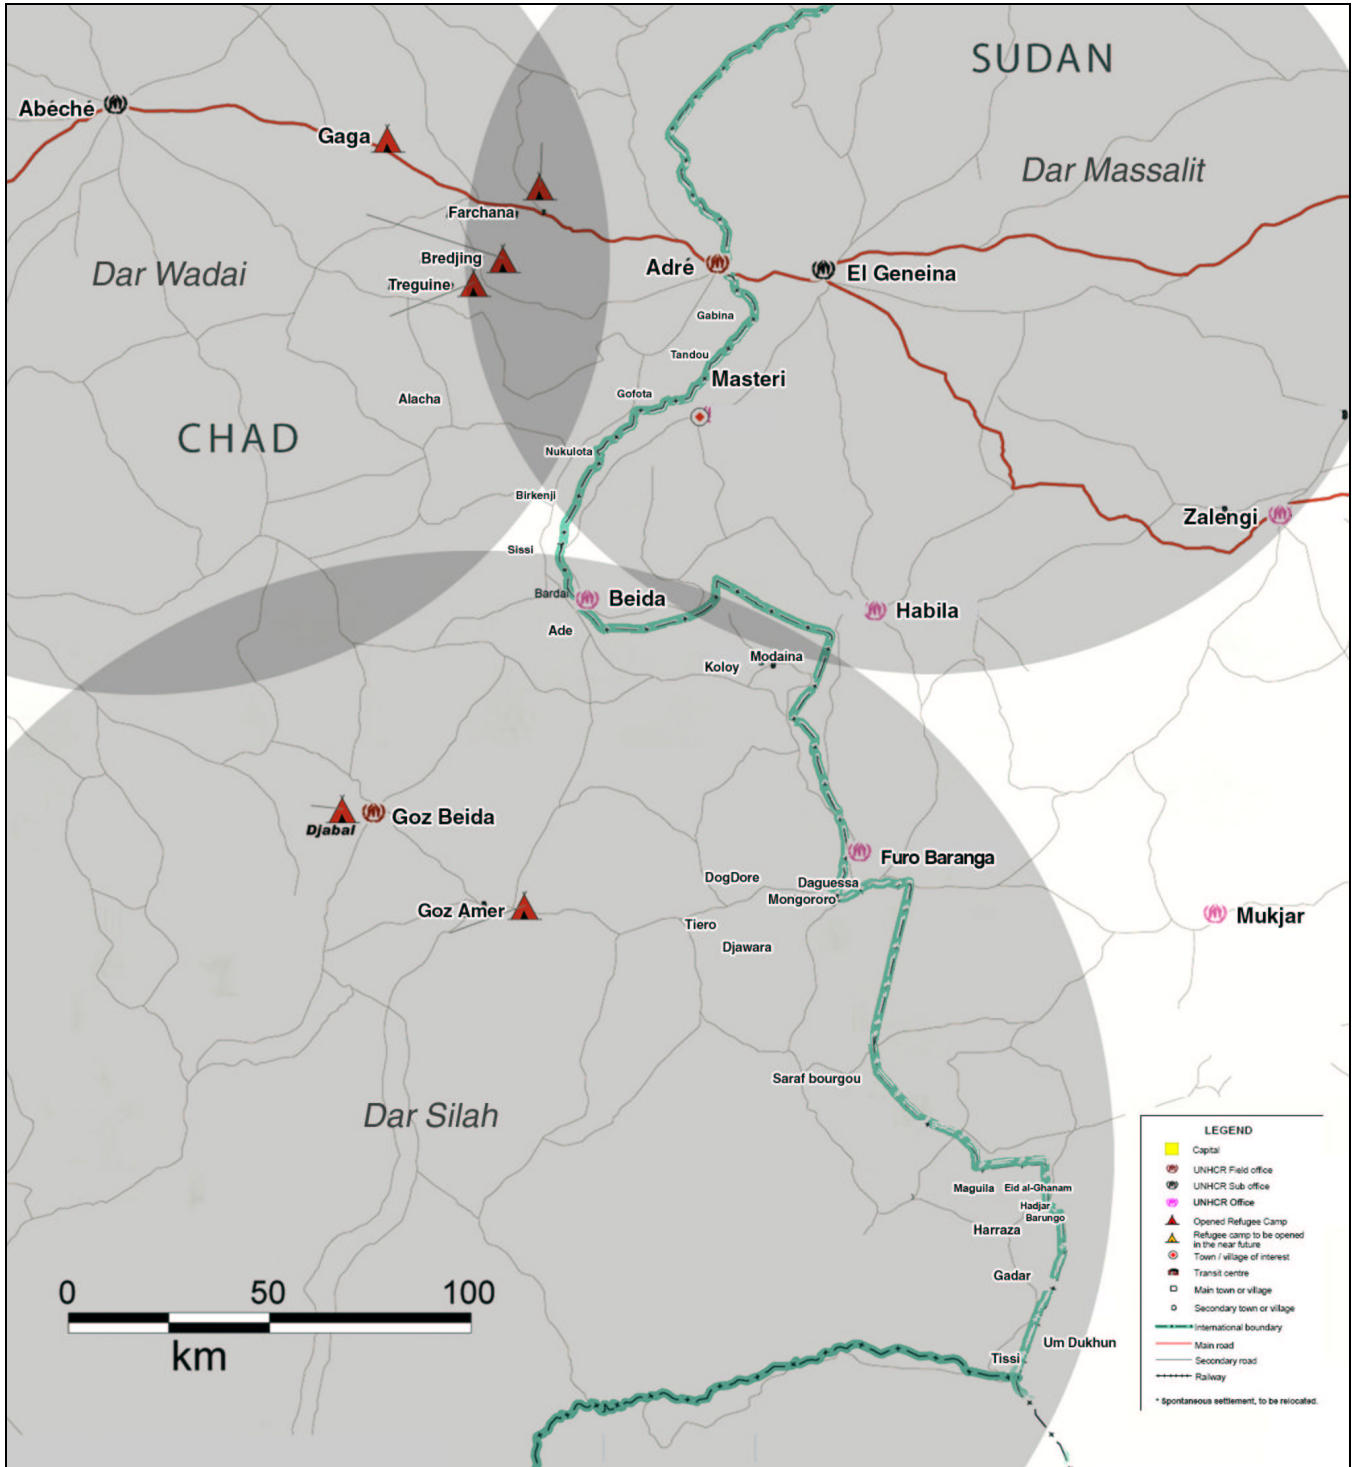 SUDAN
Abéché
Gaga
Dar Massalit
Farchana
Bredjing
Adré
El Geneina
Dar Wadai
Treguine
Gabina
Tandou
Masteri
Gofota
Alacha
CHAD
Nukulota
Birkenji
Zalengi
Sissi
Bardai
Beida
Habila
Ade
Modaina
Koloy
Goz Beida
Djabal
Furo Baranga
DogDore
Daguessa
Mongororo
Goz Amer
Mukjar
Tiero
Djawara
Saraf bourgou
Dar Silah
Maguila
Eid al-Ghanam
Hadjar
Barungo
Harraza
Gadar
0 50 100
km
Um Dukhun
Tissi
LEGEND
Capital
UNHCR Field office
UNHCR Sub office
UNHCR Office
Opened Refugee Camp
Refugee camp to be opened
in the near future
Town / village of interest
Transit centre
Main town or village
Secondary town or village
International boundary
Main road
Secondary road
Railway
* Spontaneous settlement, to be relocated.